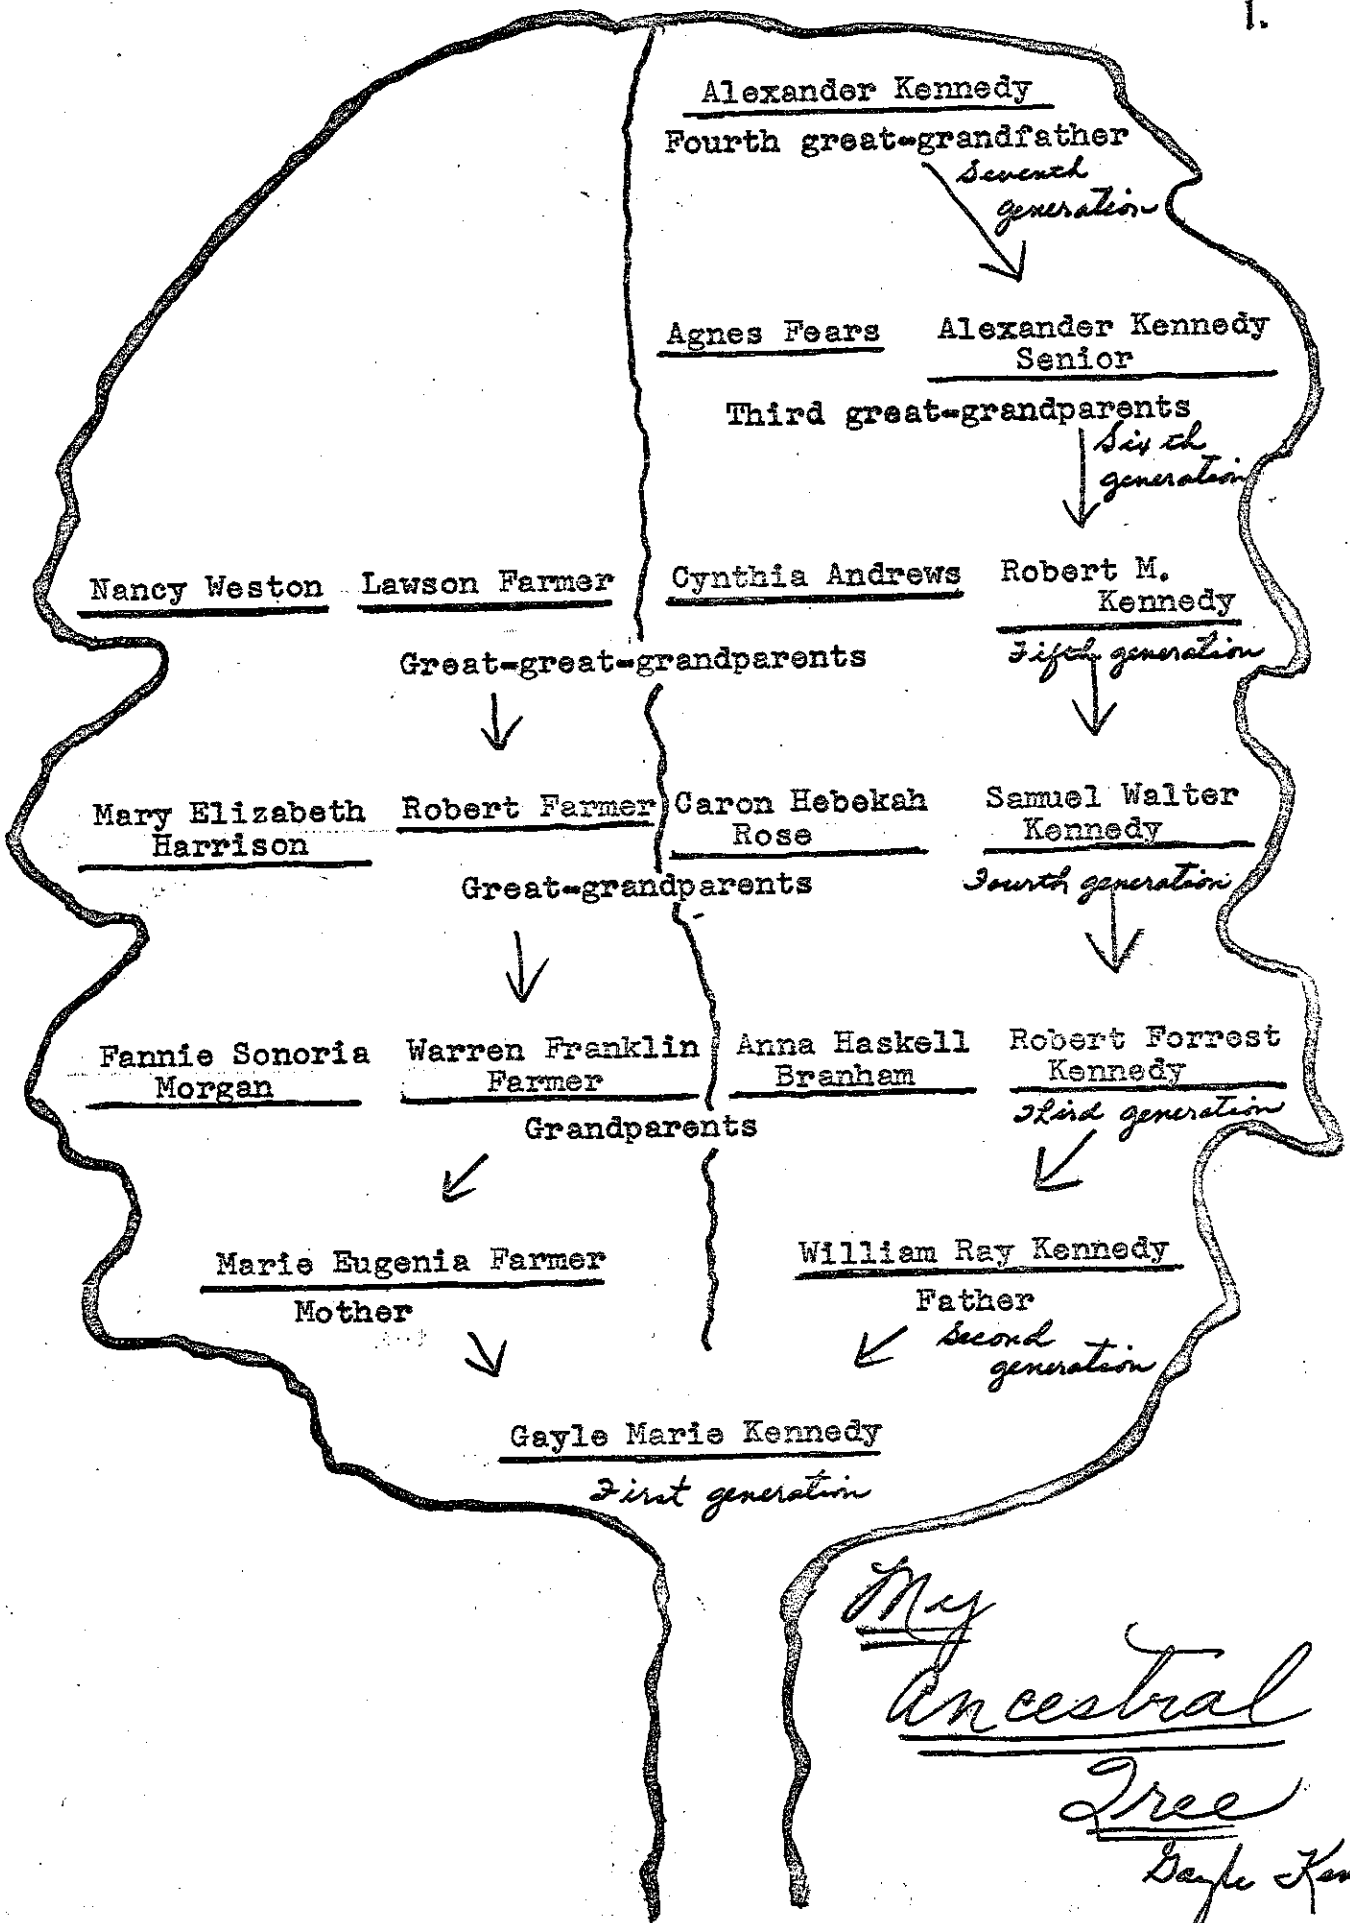 1.
Alexander Kennedy
Fourth great-grandfather
Seventh
generation
Agnes Fears Alexander Kennedy
Senior
Third great-grandparents
Sixth
generation
Nancy Weston Lawson Farmer Cynthia Andrews Robert M.
Kennedy
Great-great-grandparents Fifth generation
Mary Elizabeth Robert Farmer Caron Hebekah Samuel Walter
Harrison Rose Kennedy
Great-grandparents Fourth generation
Fannie Sonoria Warren Franklin Anna Haskell Robert Forrest
Morgan Farmer Branham Kennedy
Grandparents Third generation
Marie Eugenia Farmer William Ray Kennedy
Mother Father
Second
generation
Gayle Marie Kennedy
First generation
My
Ancestral
Tree
Gayle Ken